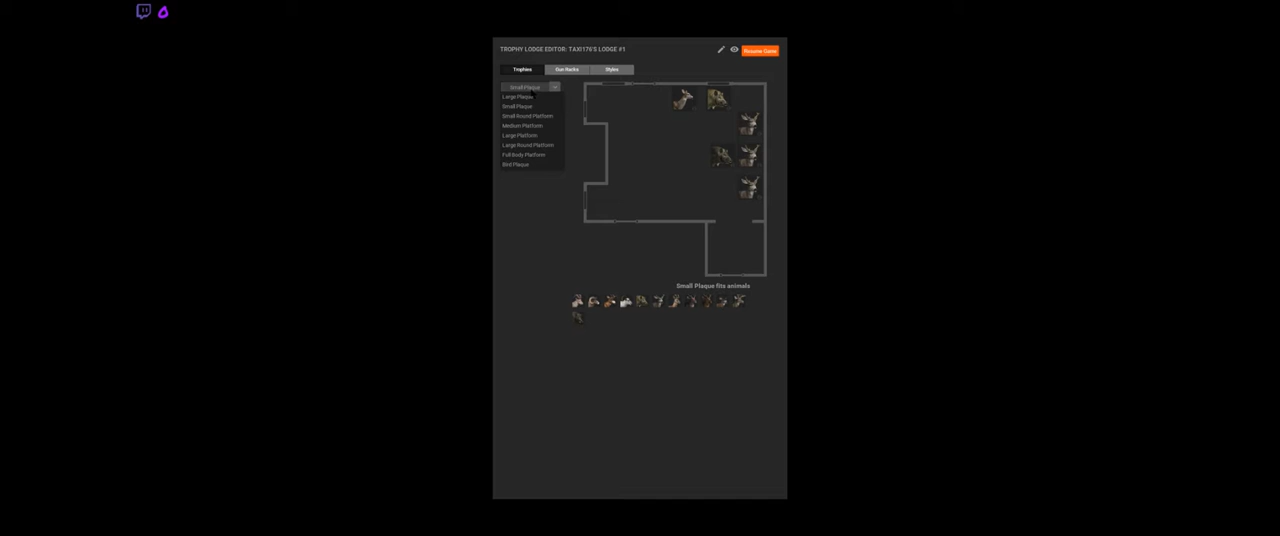 TROPHY LODGE EDITOR: TAXI176'S LODGE #1
Resume Game
Trophies
Gun Racks
Styles
Small Plaque
Large Plaque
Small Plaque
Small Round Platform
Medium Platform
Large Platform
Large Round Platform
Full Body Platform
Bird Plaque
Small Plaque fits animals